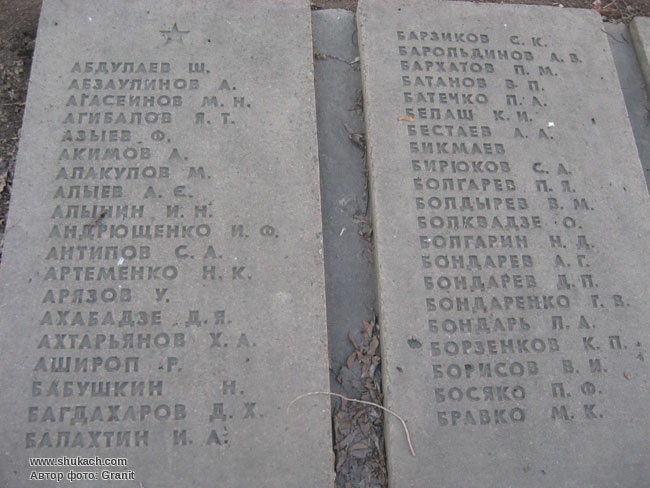 АБДУЛАЕВ Ш.
АБЗАУЛИНОВ А.
АГАСЕИНОВ М. Н.
АГИБАЛОВ Я. Т.
АЗЫЕВ Ф.
АКИМОВ А.
АЛАКУЛОВ М.
АЛЫЕВ А. Є.
АЛЫНИН И. Н.
АНДРЮЩЕНКО И. Ф.
АНТИПОВ С. А.
АРТЕМЕНКО Н. К.
АРЯЗОВ У.
АХАБАДЗЕ Д. Я.
АХТАРЬЯНОВ Х. А.
АШИРОП Р.
БАБУШКИН Н.
БАГДАХАРОВ Д. Х.
БАЛАХТИН И. А.
БАРЗИКОВ С. К.
БАРОЛЬДИНОВ А. В.
БАРХАТОВ П. М.
БАТАНОВ В. П.
БАТЕЧКО П. А.
БЕЛАШ К. И.
БЕСТАЕВ А. А.
БИКМАЕВ
БИРЮКОВ С. А.
БОЛГАРЕВ П. Я.
БОЛДЫРЕВ В. М.
БОЛКВАДЗЕ О.
БОЛГАРИН Н. Д.
БОНДАРЕВ А. Г.
БОНДАРЕВ Д. П.
БОНДАРЕНКО Г. В.
БОНДАРЬ П. А.
БОРЗЕНКОВ К. П.
БОРИСОВ В. И.
БОСЯКО П. Ф.
БРАВКО М. К.
www.shukach.com
Автор фото: Granit